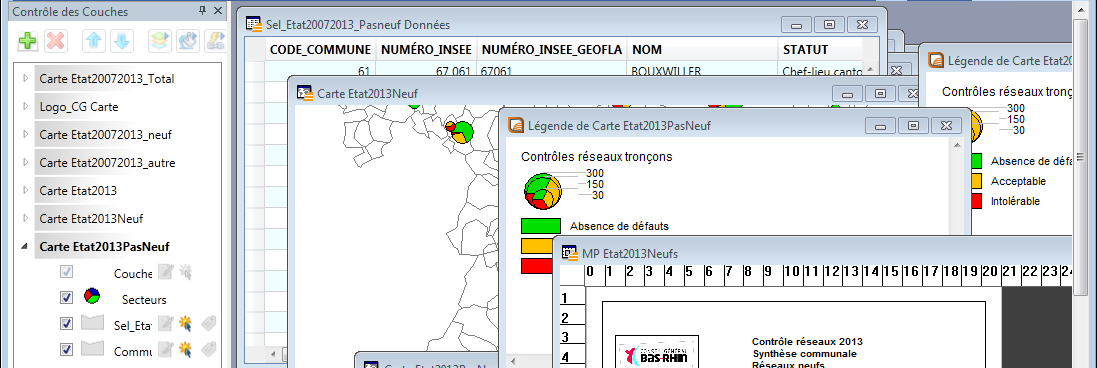 Contrôle des Couches
Carte Etat20072013_Total
Logo_CG Carte
Carte Etat20072013_neuf
Carte Etat20072013_autre
Carte Etat2013
Carte Etat2013Neuf
Carte Etat2013PasNeuf
Couche
Secteurs
Sel_Eta
Commu
Sel_Etat20072013_Pasneuf Données
CODE_COMMUNE NUMÉRO_INSEE NUMÉRO_INSEE_GEOFLA NOM STATUT
61 67 061 67061 BOUXWILLER Chef-lieu canto
Carte Etat2013Neuf
Légende de Carte Etat20
Contrôles réseaux tro
300
150
30
Absence de défa
Acceptable
Intolérable
Légende de Carte Etat2013PasNeuf
Contrôles réseaux tronçons
300
150
30
Absence de défauts
MP Etat2013Neufs
0 1 2 3 4 5 6 7 8 9 10 11 12 13 14 15 16 17 18 19 20 21 22 23 24
1
2
3
4
CONSEIL GÉNÉRAL
BAS-RHIN
Contrôle réseaux 2013
Synthèse communale
Réseaux neufs
Carte Etat2013PasN